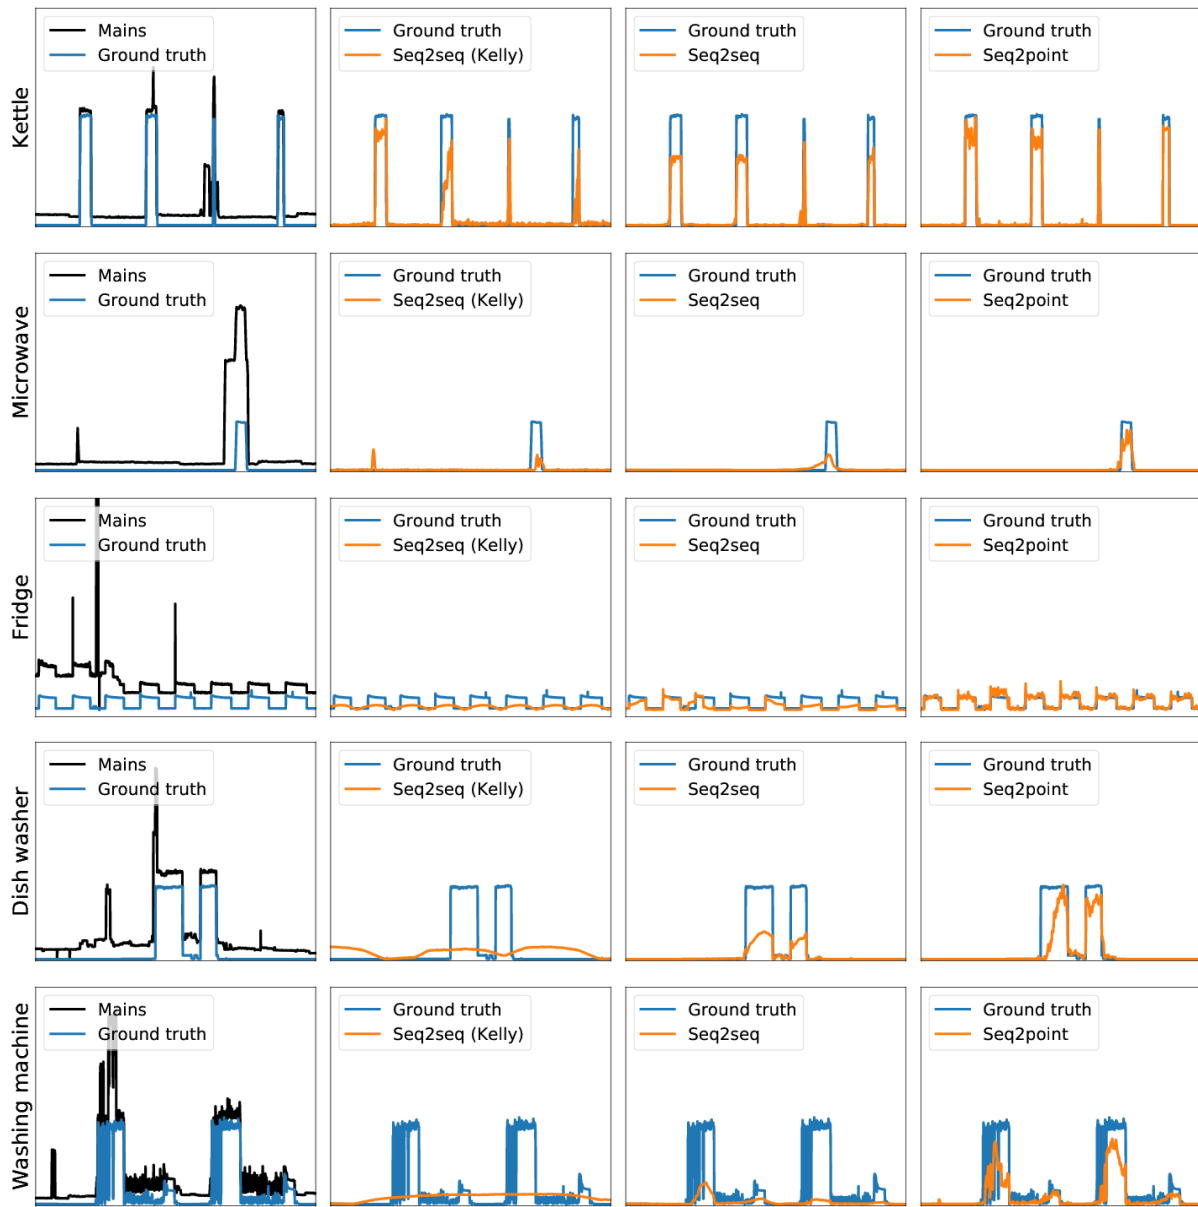 Kettle
Mains
Ground truth
Ground truth
Seq2seq (Kelly)
Ground truth
Seq2seq
Ground truth
Seq2point
Microwave
Mains
Ground truth
Ground truth
Seq2seq (Kelly)
Ground truth
Seq2seq
Ground truth
Seq2point
Fridge
Mains
Ground truth
Ground truth
Seq2seq (Kelly)
Ground truth
Seq2seq
Ground truth
Seq2point
Dish washer
Mains
Ground truth
Ground truth
Seq2seq (Kelly)
Ground truth
Seq2seq
Ground truth
Seq2point
Washing machine
Mains
Ground truth
Ground truth
Seq2seq (Kelly)
Ground truth
Seq2seq
Ground truth
Seq2point